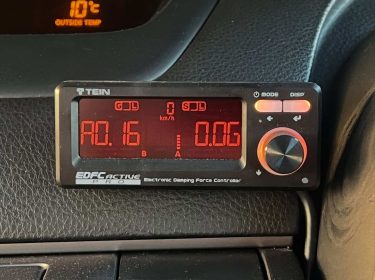 10°C
OUTSIDE TEMP
TEIN
MODE DISP
G L 0 S L
km/h
A0.16 0.0G
B A
EDFC ACTIVE
PRO
Electronic Damping Force Controller